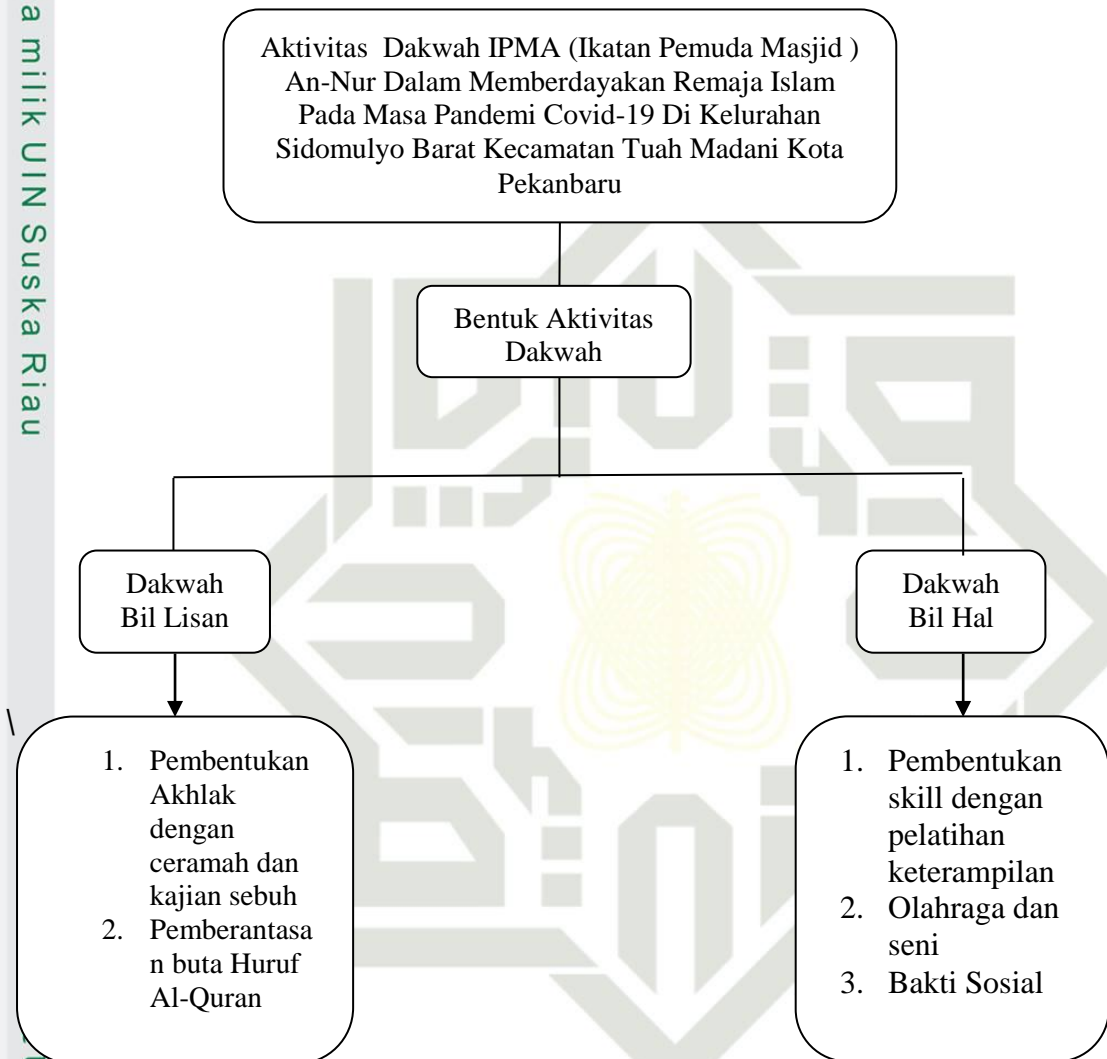 a milik UIN Suska Riau
Aktivitas Dakwah IPMA (Ikatan Pemuda Masjid )
An-Nur Dalam Memberdayakan Remaja Islam
Pada Masa Pandemi Covid-19 Di Kelurahan
Sidomulyo Barat Kecamatan Tuah Madani Kota
Pekanbaru
Bentuk Aktivitas
Dakwah
Dakwah
Bil Lisan
Dakwah
Bil Hal
\
1. Pembentukan
Akhlak
dengan
ceramah dan
kajian sebuh
2. Pemberantasa
n buta Huruf
Al-Quran
1. Pembentukan
skill dengan
pelatihan
keterampilan
2. Olahraga dan
seni
3. Bakti Sosial